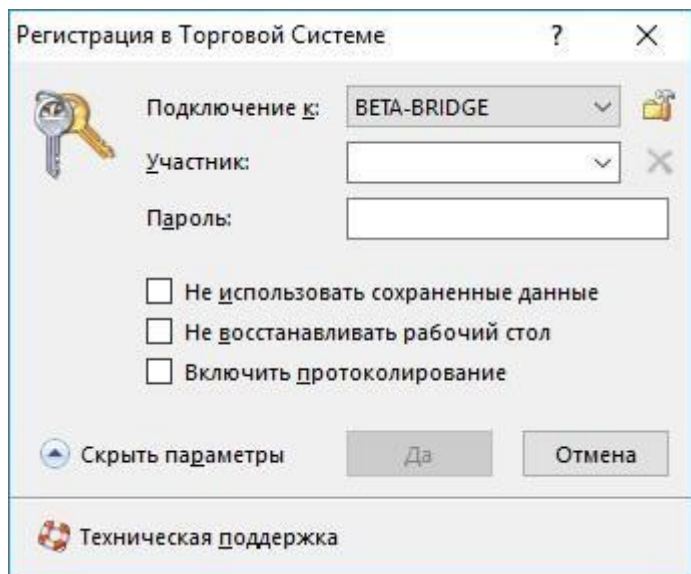 Регистрация в Торговой Системе ?
Подключение к: BETA-BRIDGE
Участник:
Пароль:
Не использовать сохраненные данные
Не восстанавливать рабочий стол
Включить протоколирование
Скрыть параметры Да Отмена
Техническая поддержка